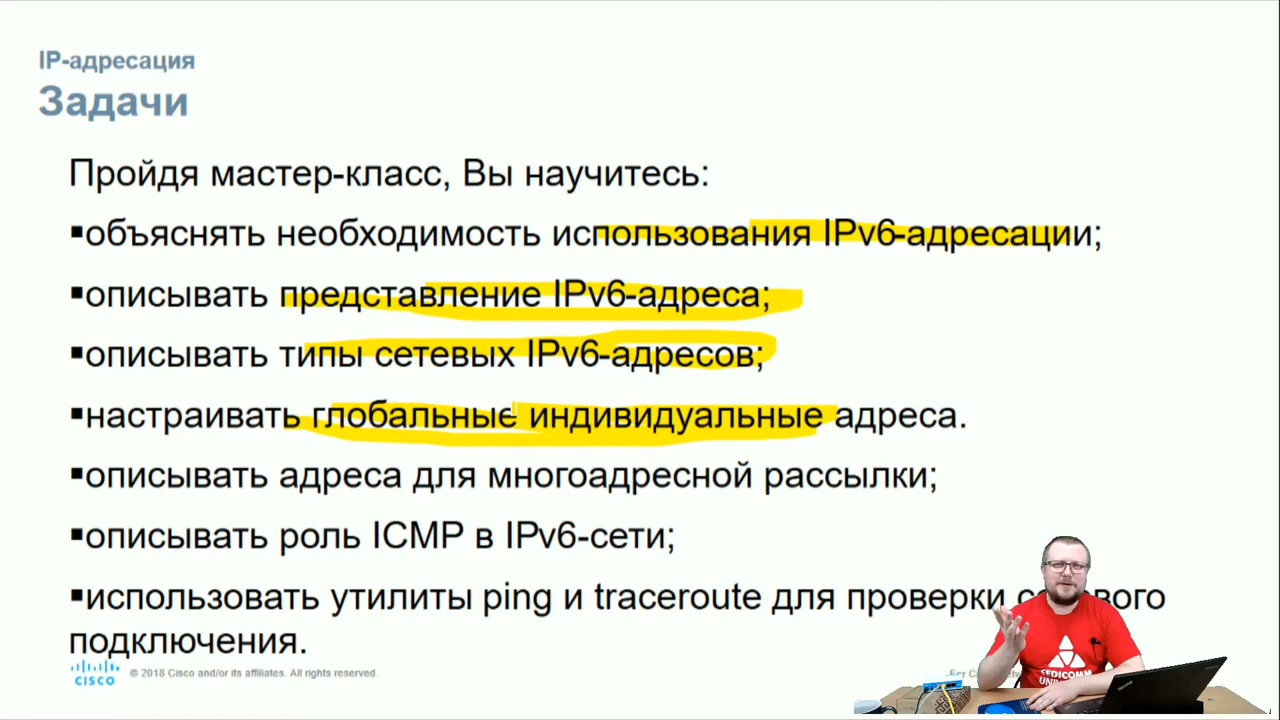 IP-адресация
Задачи
Пройдя мастер-класс, Вы научитесь:
▪объяснять необходимость использования IPv6-адресации;
▪описывать представление IPv6-адреса;
▪описывать типы сетевых IPv6-адресов;
▪настраивать глобальные индивидуальные адреса.
▪описывать адреса для многоадресной рассылки;
▪описывать роль ICMP в IPv6-сети;
▪использовать утилиты ping и traceroute для проверки
подключения.
CISCO
© 2018 Cisco and/or its affiliates. All rights reserved.
SEDICOMM